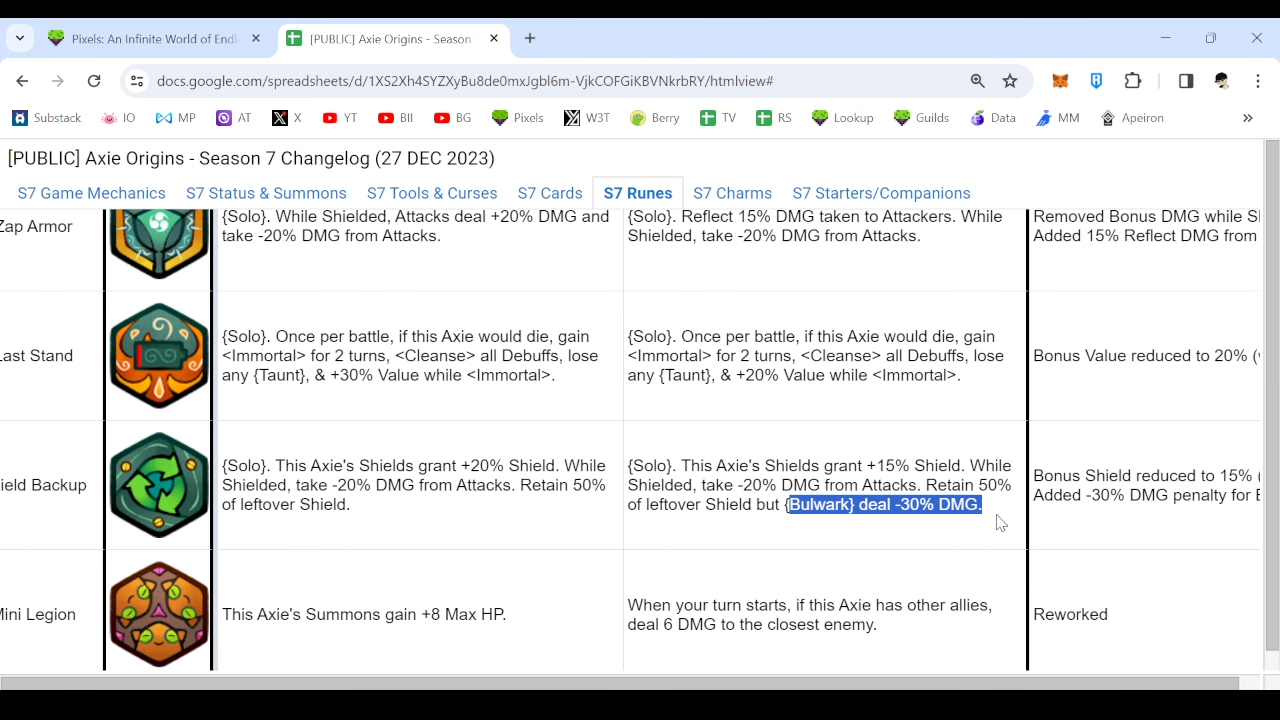 Pixels: An Infinite World of Endl
[PUBLIC] Axie Origins - Season
docs.google.com/spreadsheets/d/1XS2Xh4SYZXyBu8de0mxJgbl6m-VjkCOFGiKBVNkrbRY/htmlview#
Substack IO MP AT X YT BII BG Pixels W3T Berry TV RS Lookup Guilds Data MM Apeiron
[PUBLIC] Axie Origins - Season 7 Changelog (27 DEC 2023)
S7 Game Mechanics S7 Status & Summons S7 Tools & Curses S7 Cards S7 Runes S7 Charms S7 Starters/Companions
Zap Armor
{Solo}. While Shielded, Attacks deal +20% DMG and
take -20% DMG from Attacks.
{Solo}. Reflect 15% DMG taken to Attackers. While
Shielded, take -20% DMG from Attacks.
Removed Bonus DMG while S
Added 15% Reflect DMG from
Last Stand
{Solo}. Once per battle, if this Axie would die, gain
<Immortal> for 2 turns, <Cleanse> all Debuffs, lose
any {Taunt}, & +30% Value while <Immortal>.
{Solo}. Once per battle, if this Axie would die, gain
<Immortal> for 2 turns, <Cleanse> all Debuffs, lose
any {Taunt}, & +20% Value while <Immortal>.
Bonus Value reduced to 20% (
ield Backup
{Solo}. This Axie's Shields grant +20% Shield. While
Shielded, take -20% DMG from Attacks. Retain 50%
of leftover Shield.
{Solo}. This Axie's Shields grant +15% Shield. While
Shielded, take -20% DMG from Attacks. Retain 50%
of leftover Shield but {Bulwark} deal -30% DMG.
Bonus Shield reduced to 15% (
Added -30% DMG penalty for
Mini Legion
This Axie's Summons gain +8 Max HP.
When your turn starts, if this Axie has other allies,
deal 6 DMG to the closest enemy.
Reworked